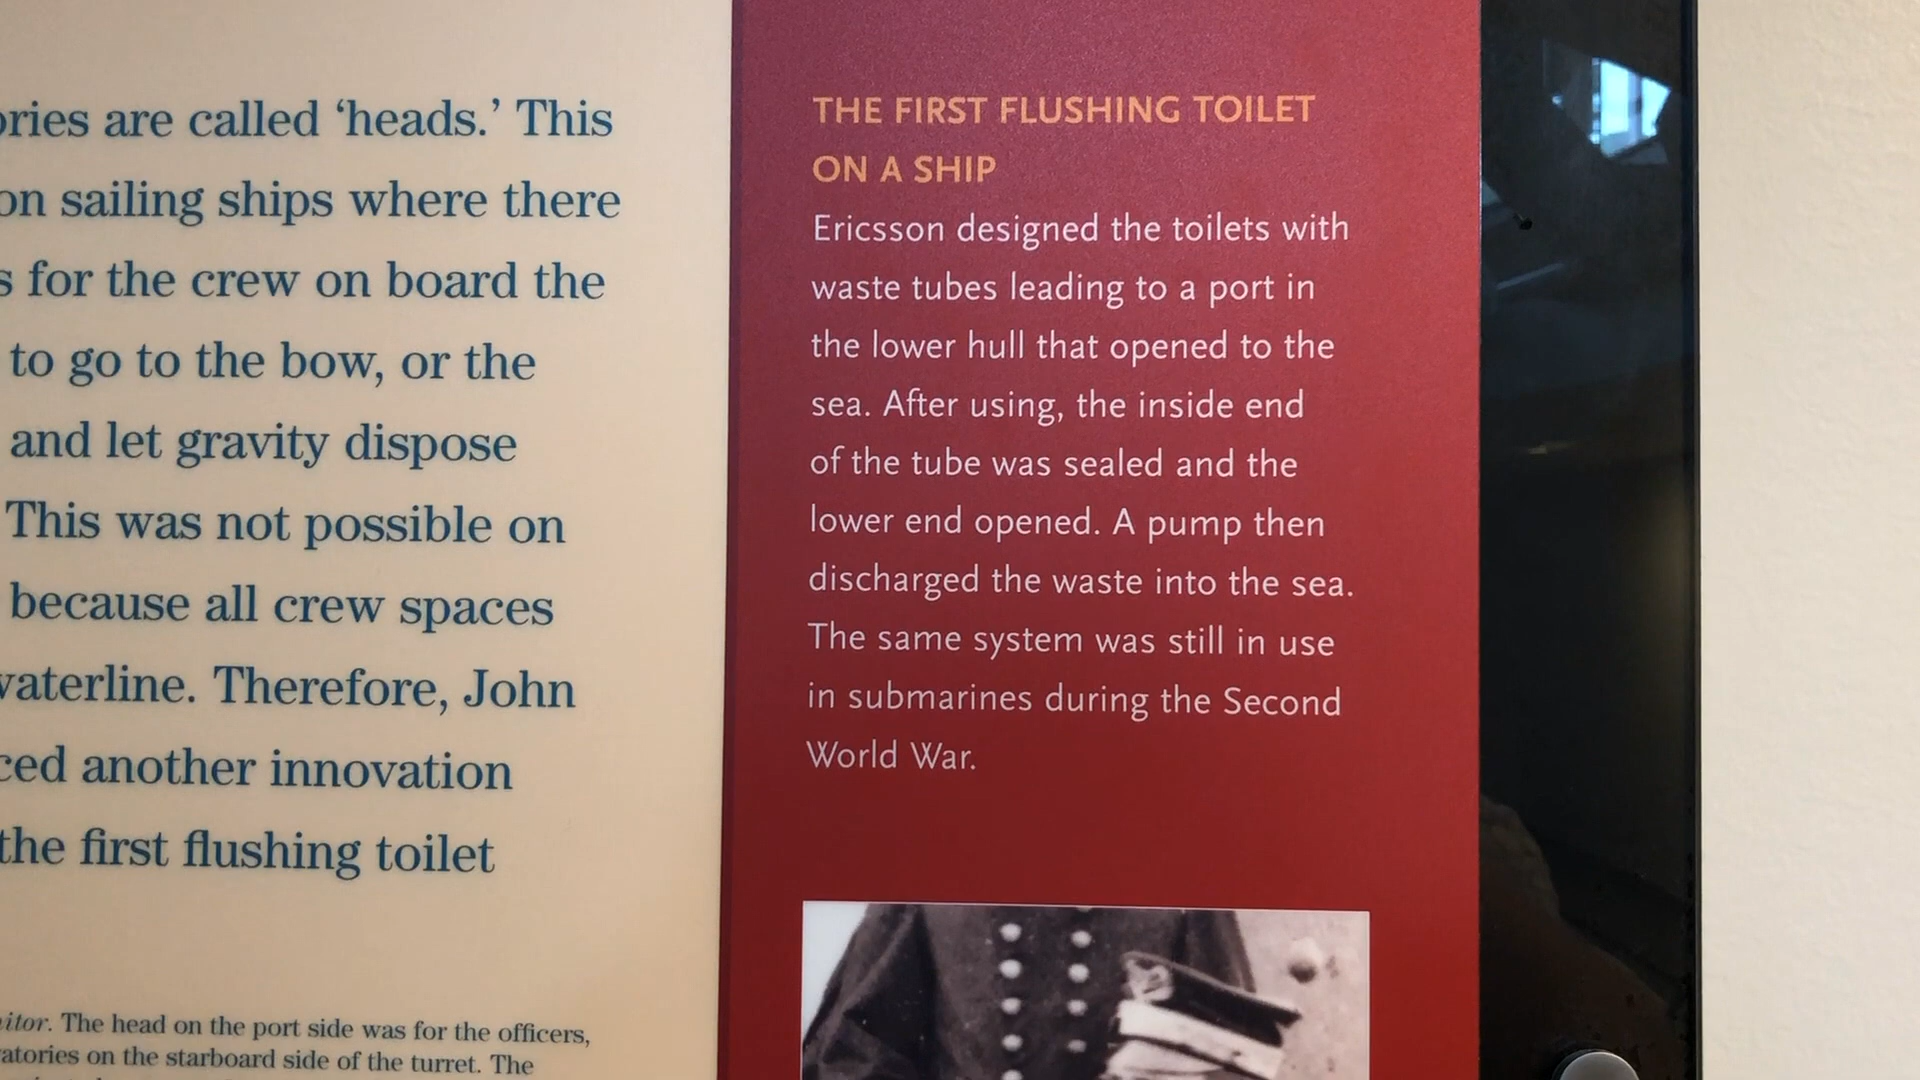 are called ‘heads.’ This
on sailing ships where there
for the crew on board the
to go to the bow, or the
and let gravity dispose
This was not possible on
because all crew spaces
Therefore, John
another innovation
the first flushing toilet
The head on the port side was for the officers,
on the starboard side of the turret. The
THE FIRST FLUSHING TOILET
ON A SHIP
Ericsson designed the toilets with
waste tubes leading to a port in
the lower hull that opened to the
sea. After using, the inside end
of the tube was sealed and the
lower end opened. A pump then
discharged the waste into the sea.
The same system was still in use
in submarines during the Second
World War.